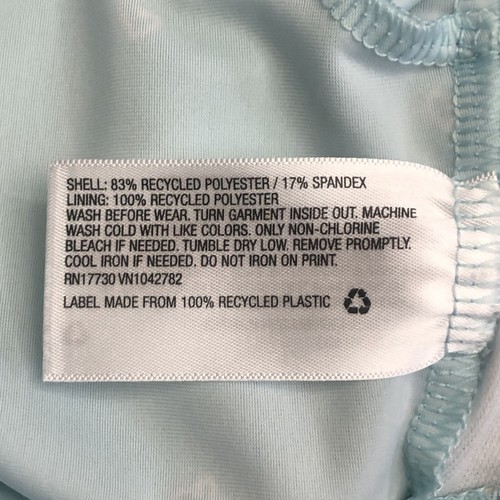 SHELL: 83% RECYCLED POLYESTER / 17% SPANDEX
LINING: 100% RECYCLED POLYESTER
WASH BEFORE WEAR. TURN GARMENT INSIDE OUT. MACHINE
WASH COLD WITH LIKE COLORS. ONLY NON-CHLORINE
BLEACH IF NEEDED. TUMBLE DRY LOW. REMOVE PROMPTLY.
COOL IRON IF NEEDED. DO NOT IRON ON PRINT.
RN17730 VN1042782
LABEL MADE FROM 100% RECYCLED PLASTIC